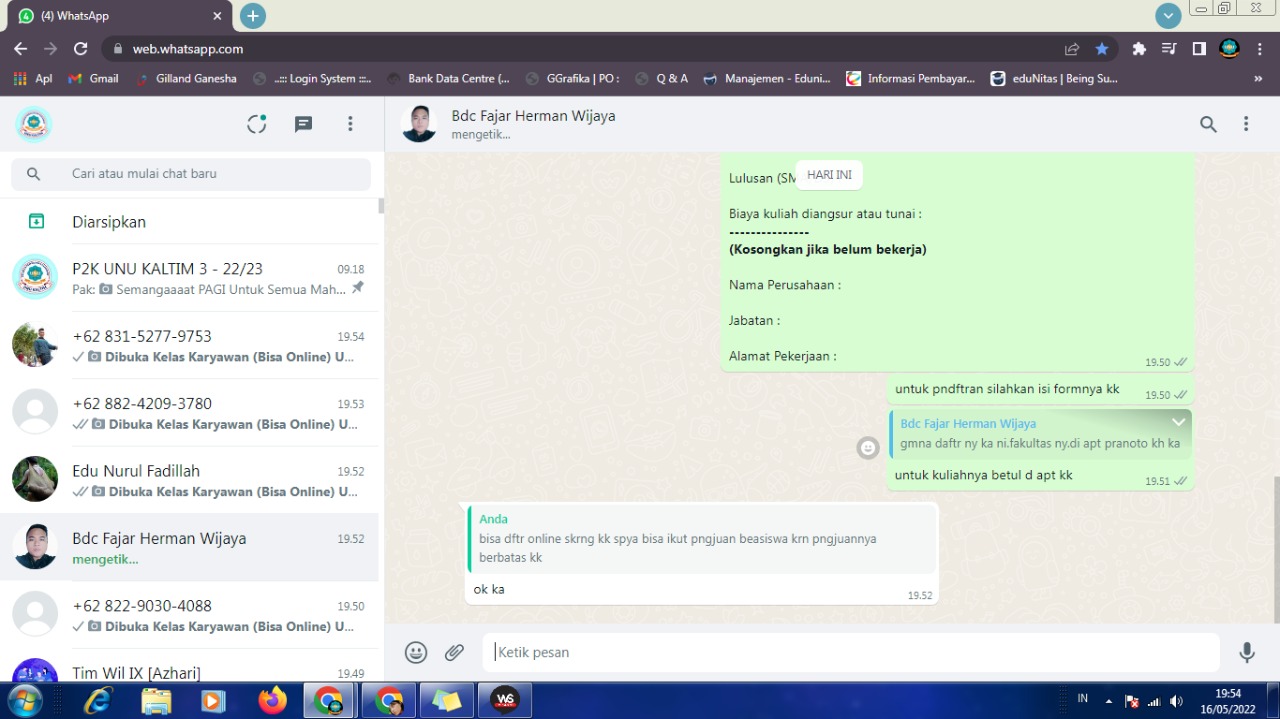 (4) WhatsApp
web.whatsapp.com
Apl
Gmail
Gilland Ganesha
..:::: Login System ::::..
Bank Data Centre (...
GGrafika | PO :
Q & A
Manajemen - Eduni...
Informasi Pembayar...
eduNitas | Being Su...
»
Cari atau mulai chat baru
Diarsipkan
P2K UNU KALTIM 3 - 22/23 09.18
Pak: Semangaaaat PAGI Untuk Semua Mah...
+62 831-5277-9753 19.54
Dibuka Kelas Karyawan (Bisa Online) U...
+62 882-4209-3780 19.53
Dibuka Kelas Karyawan (Bisa Online) U...
Edu Nurul Fadillah 19.52
Dibuka Kelas Karyawan (Bisa Online) U...
Bdc Fajar Herman Wijaya 19.52
mengetik...
+62 822-9030-4088 19.50
Dibuka Kelas Karyawan (Bisa Online) U...
Tim Wil IX [Azhari] 19.49
Bdc Fajar Herman Wijaya
mengetik...
HARI INI
Lulusan (SM
Biaya kuliah diangsur atau tunai :
---------------
(Kosongkan jika belum bekerja)
Nama Perusahaan :
Jabatan :
Alamat Pekerjaan :
19.50
untuk pndftran silahkan isi formnya kk 19.50
Bdc Fajar Herman Wijaya
gmna daftr ny ka ni.fakultas ny.di apt pranoto kh ka
untuk kuliahnya betul d apt kk 19.51
Anda
bisa dftr online skrng kk spya bisa ikut pngjuan beasiswa krn pngjuannya
berbatas kk
ok ka 19.52
Ketik pesan
WS
IN
19:54
16/05/2022